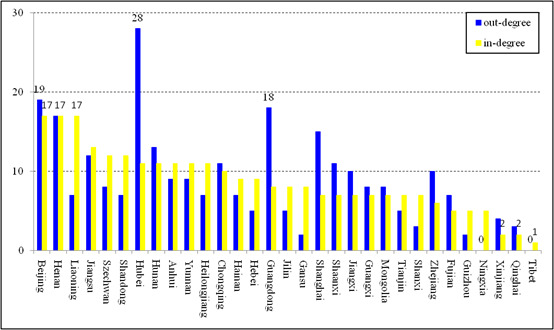 30
20
10
0
28
19
17
17
17
18
0
2
2
0
1
out-degree
in-degree
Beijing
Henan
Liaoning
Jiangsu
Szechwan
Shandong
Hubei
Hunan
Anhui
Yunnan
Heilongjiang
Chongqing
Hainan
Hebei
Guangdong
Jilin
Gansu
Shanghai
Shaanxi
Jiangxi
Guangxi
Mongolia
Tianjin
Shanxi
Zhejiang
Fujian
Guizhou
Ningxia
Xinjiang
Qinghai
Tibet